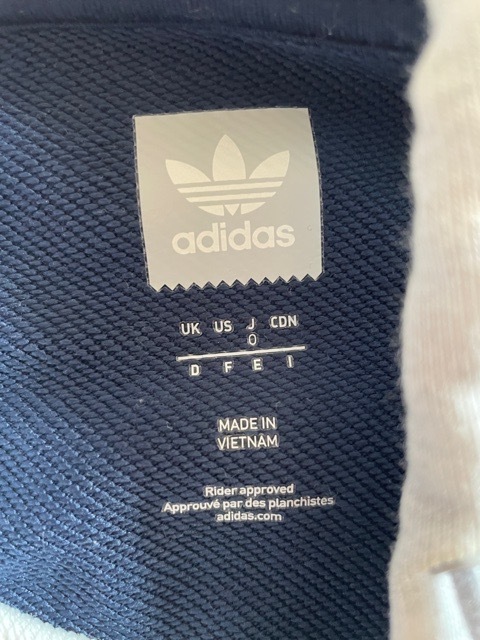 adidas
UK US J CDN
O
D F E I
MADE IN
VIETNAM
Rider approved
Approuvé par des planchistes
adidas.com